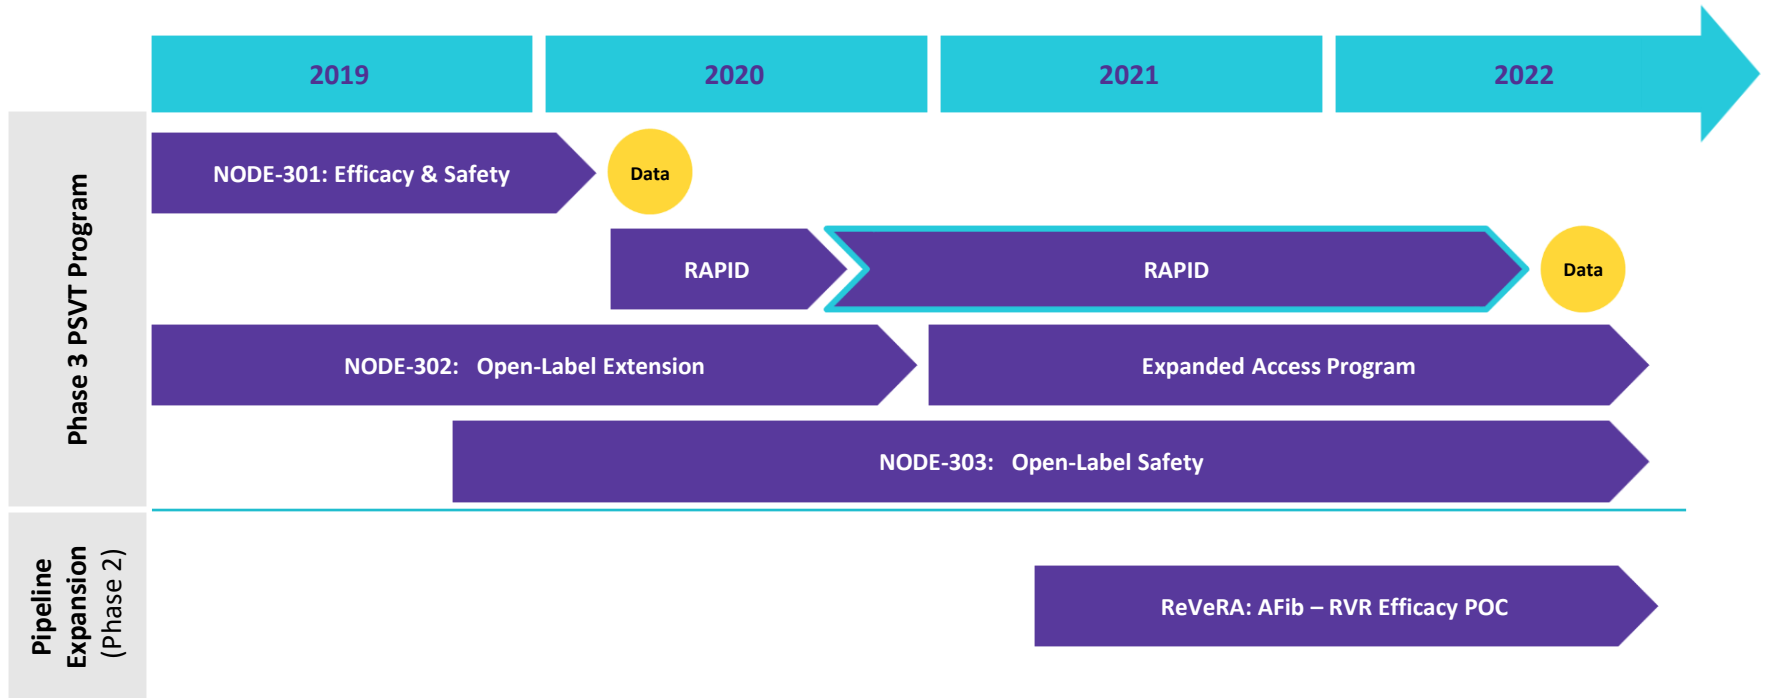 2019
2020
2021
2022
Phase 3 PSVT Program
NODE-301: Efficacy & Safety
Data
RAPID
RAPID
Data
NODE-302: Open-Label Extension
Expanded Access Program
NODE-303: Open-Label Safety
Pipeline
Expansion
(Phase 2)
ReVeRA: AFib – RVR Efficacy POC